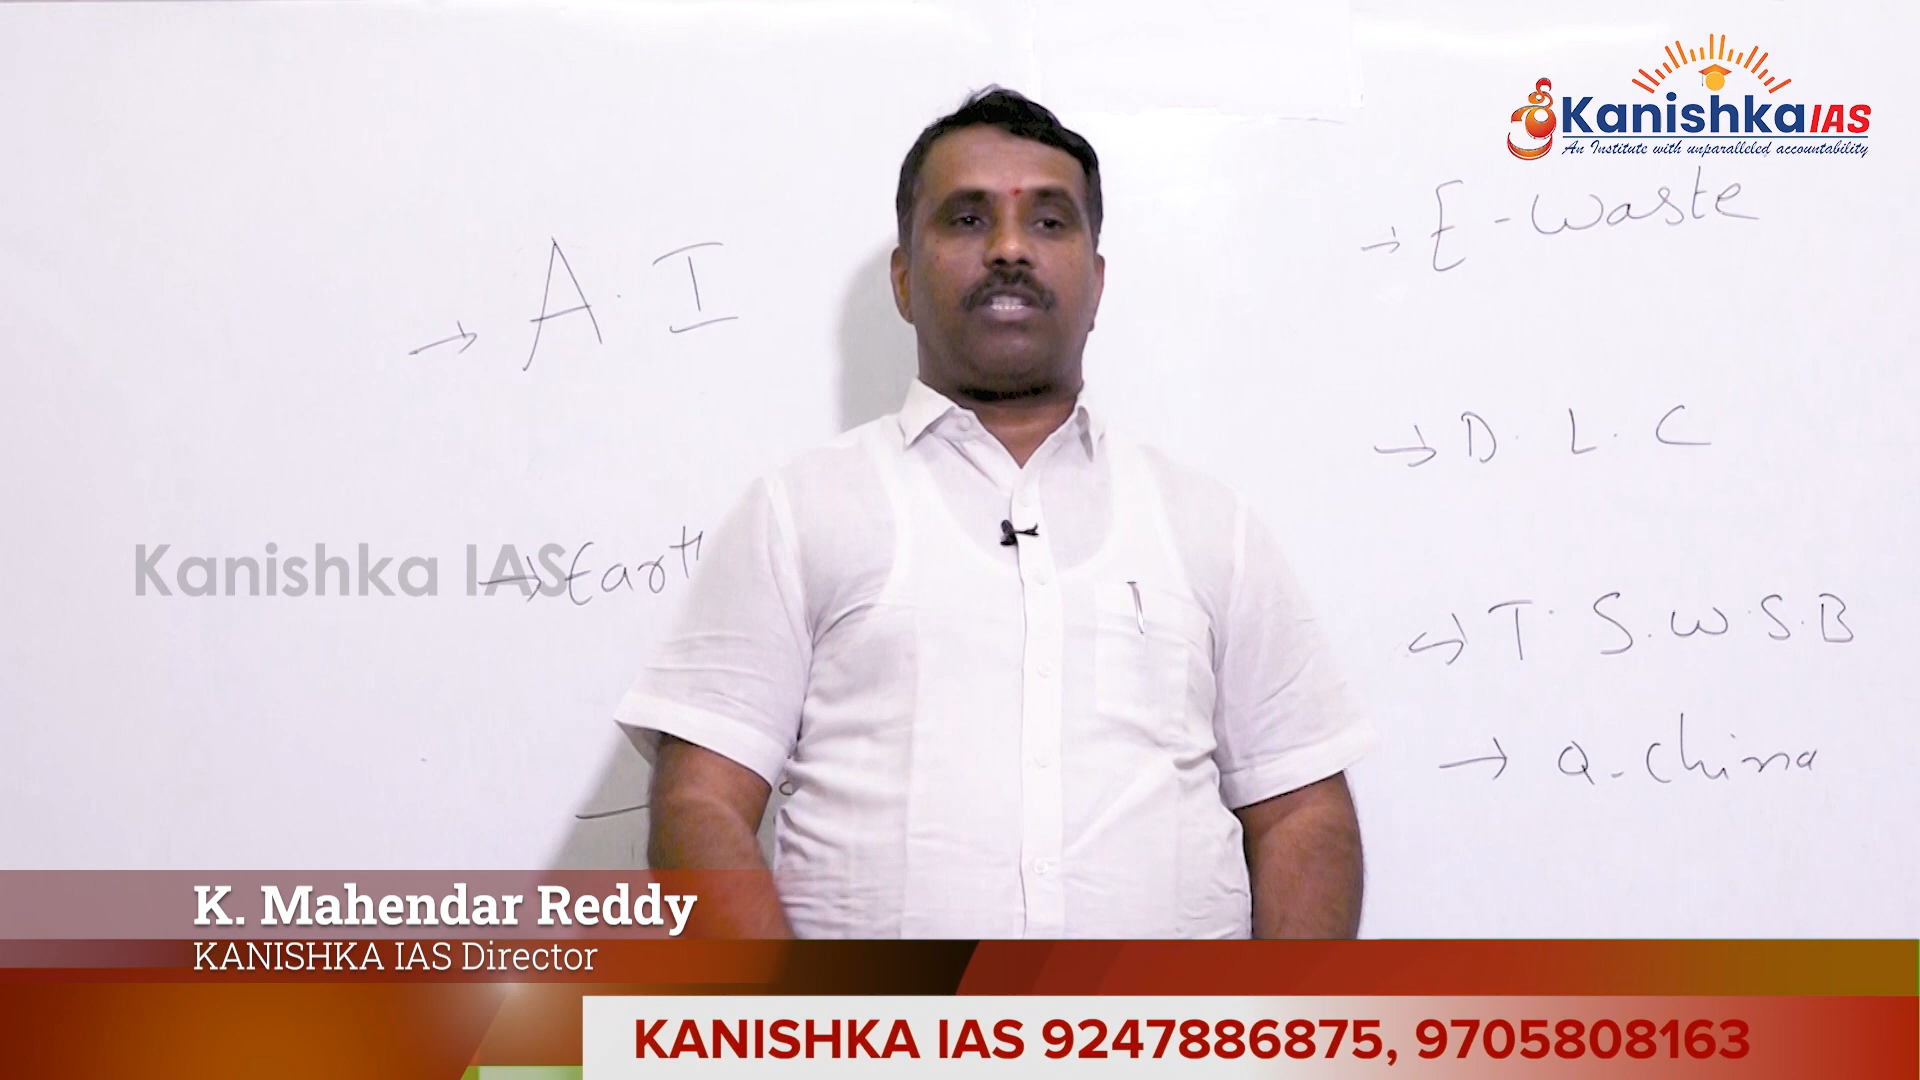 Kanishka IAS
An Institute with unparalleled accountability
→ E-waste
→ A.I
→ D.L.C
Kanishka IAS
→ Eart
→ T.S.W.S.B
→ Q-China
K. Mahendar Reddy
KANISHKA IAS Director
KANISHKA IAS 9247886875, 9705808163